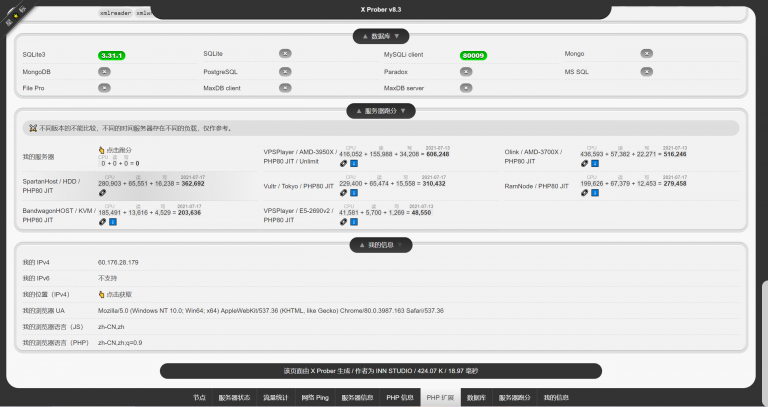 X Prober v8.3
星标
xmlreader xmlw
▲ 数据库 ▼
SQLite3 3.31.1 SQLite × MySQLi client 80009 Mongo ×
MongoDB × PostgreSQL × Paradox × MS SQL ×
File Pro × MaxDB client × MaxDB server ×
▲ 服务器跑分 ▼
不同版本的不能比较，不同的时间服务器存在不同的负载，仅作参考。
我的服务器 点击跑分
CPU 读 写
0 + 0 + 0 = 0
VPSPlayer / AMD-3950X / PHP80 JIT / Unlimit
CPU 读 写 2021-07-13
416,052 + 155,988 + 34,208 = 606,248
Olink / AMD-3700X / PHP80 JIT
CPU 读 写 2021-07-13
436,593 + 57,382 + 22,271 = 516,246
SpartanHost / HDD / PHP80 JIT
CPU 读 写 2021-07-17
280,903 + 65,551 + 16,238 = 362,692
Vultr / Tokyo / PHP80 JIT
CPU 读 写 2021-07-17
229,400 + 65,474 + 15,558 = 310,432
RamNode / PHP80 JIT
CPU 读 写 2021-07-17
199,626 + 67,379 + 12,453 = 279,458
BandwagonHOST / KVM / PHP80 JIT
CPU 读 写 2021-07-17
185,491 + 13,616 + 4,529 = 203,636
VPSPlayer / E5-2690v2 / PHP80 JIT
CPU 读 写 2021-07-13
41,581 + 5,700 + 1,269 = 48,550
▲ 我的信息 ▼
我的 IPv4 60.176.28.179
我的 IPv6 不支持
我的位置（IPv4） 点击获取
我的浏览器 UA Mozilla/5.0 (Windows NT 10.0; Win64; x64) AppleWebKit/537.36 (KHTML, like Gecko) Chrome/80.0.3987.163 Safari/537.36
我的浏览器语言（JS） zh-CN,zh
我的浏览器语言（PHP） zh-CN,zh;q=0.9
该页面由 X Prober 生成 / 作者为 INN STUDIO / 424.07 K / 18.97 毫秒
节点 服务器状态 流量统计 网络 Ping 服务器信息 PHP 信息 PHP 扩展 数据库 服务器跑分 我的信息